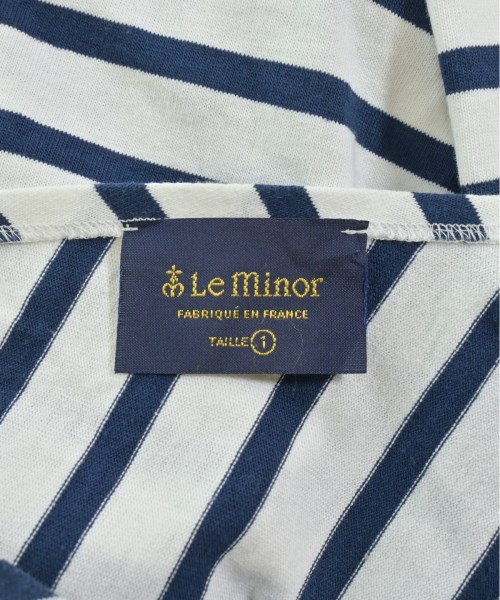 Le Minor
FABRIQUÉ EN FRANCE
TAILLE 1